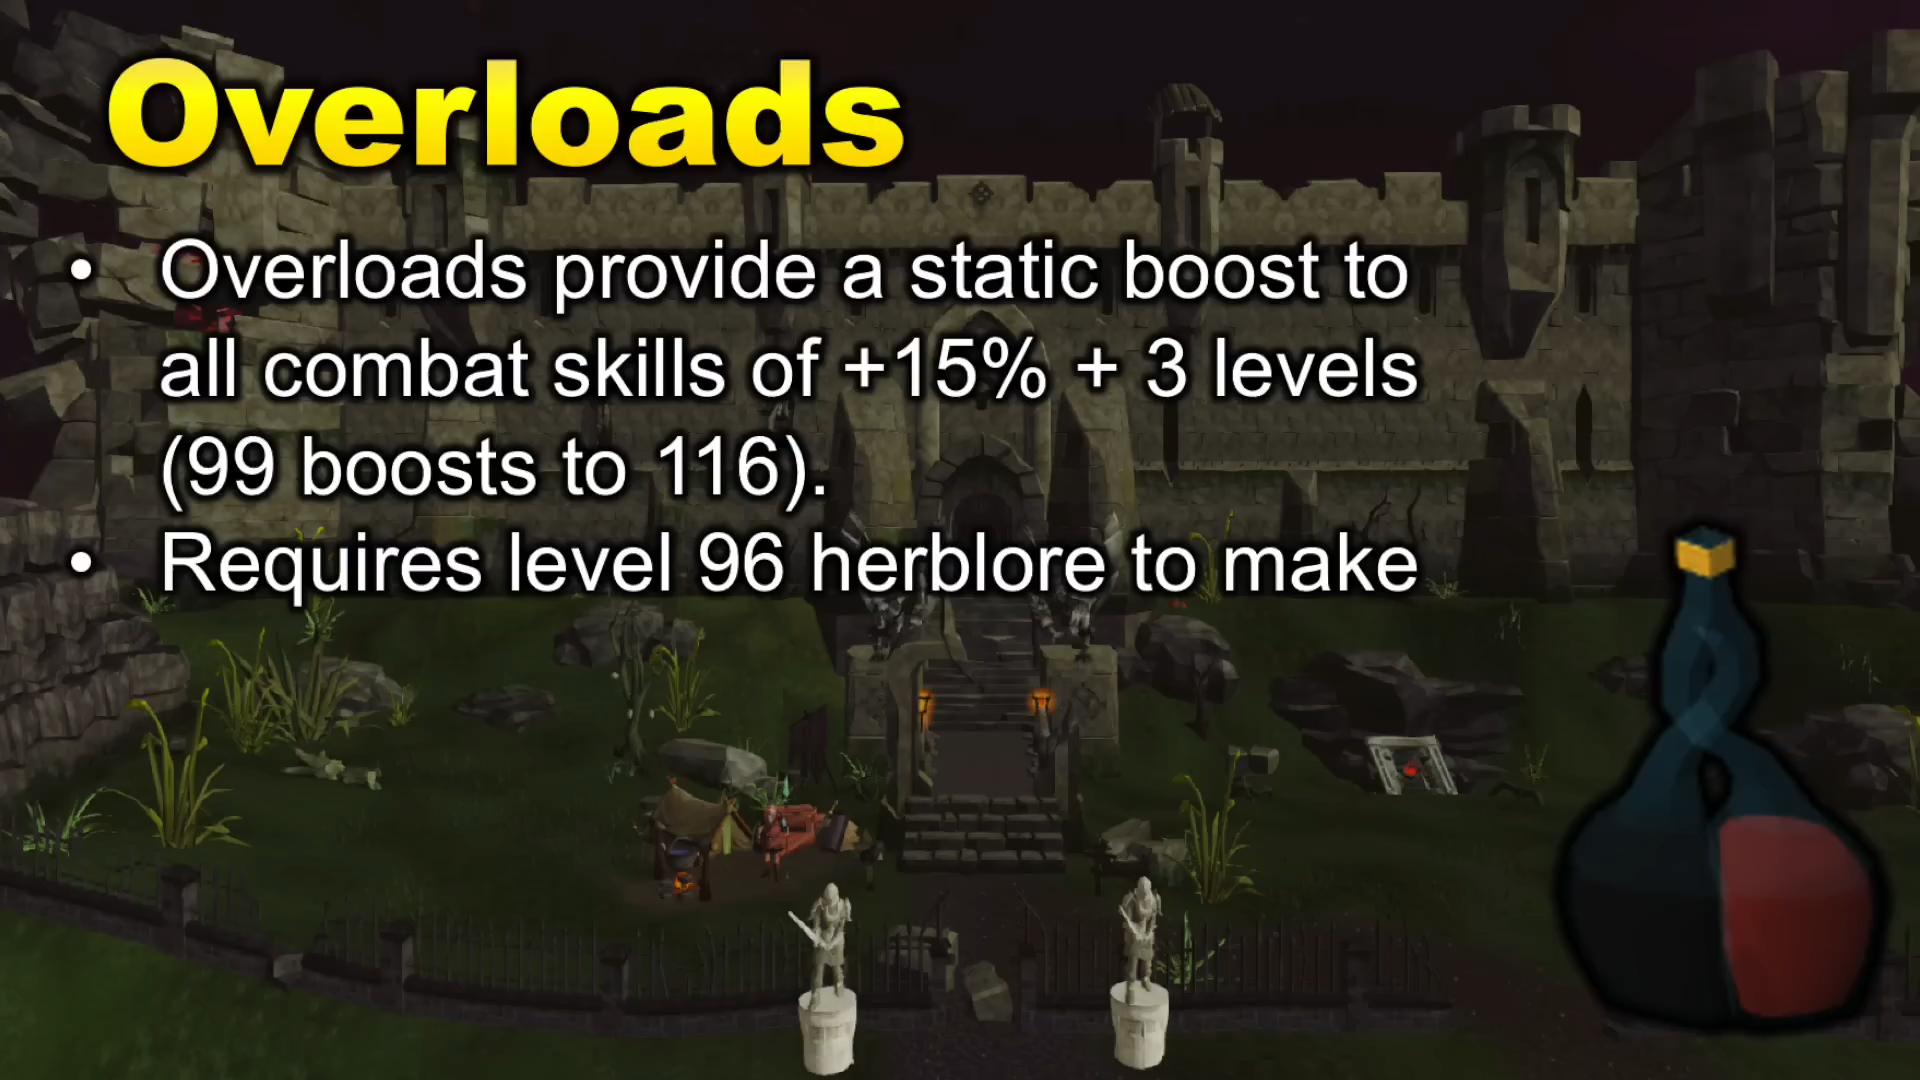 Overloads
• Overloads provide a static boost to
all combat skills of +15% + 3 levels
(99 boosts to 116).
• Requires level 96 herblore to make